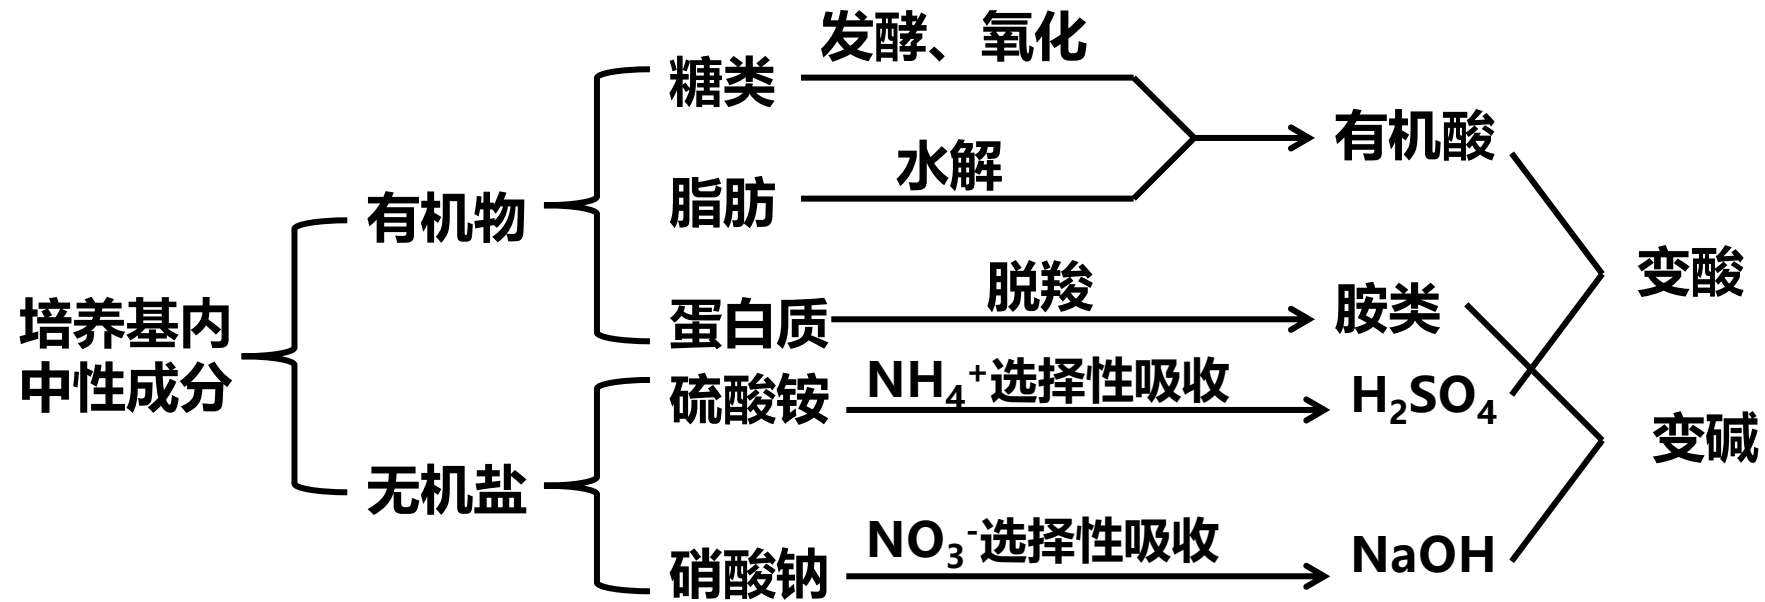 发酵、氧化
糖类
有机酸
水解
脂肪
有机物
变酸
脱羧
培养基内
中性成分
蛋白质
胺类
NH₄⁺选择性吸收
硫酸铵
H₂SO₄
变碱
无机盐
NO₃⁻选择性吸收
硝酸钠
NaOH